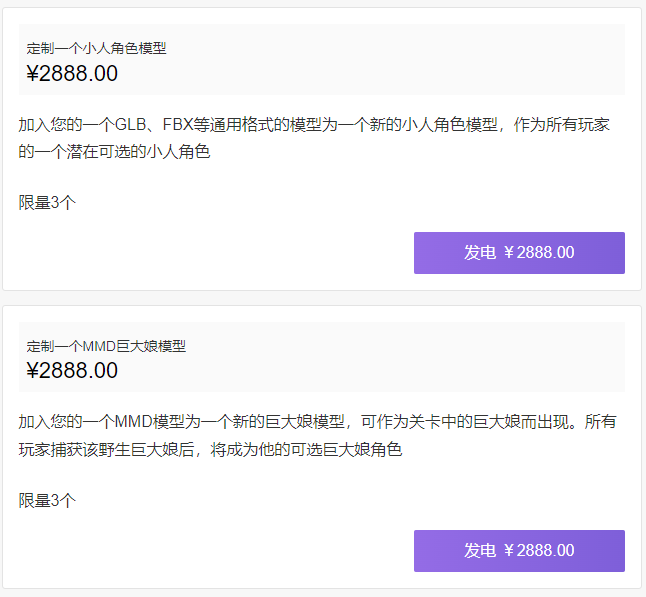 定制一个小人角色模型
¥2888.00
加入您的一个GLB、FBX等通用格式的模型为一个新的小人角色模型，作为所有玩家
的一个潜在可选的小人角色
限量3个
发电 ￥2888.00
定制一个MMD巨大娘模型
¥2888.00
加入您的一个MMD模型为一个新的巨大娘模型，可作为关卡中的巨大娘而出现。所有
玩家捕获该野生巨大娘后，将成为他的可选巨大娘角色
限量3个
发电 ￥2888.00